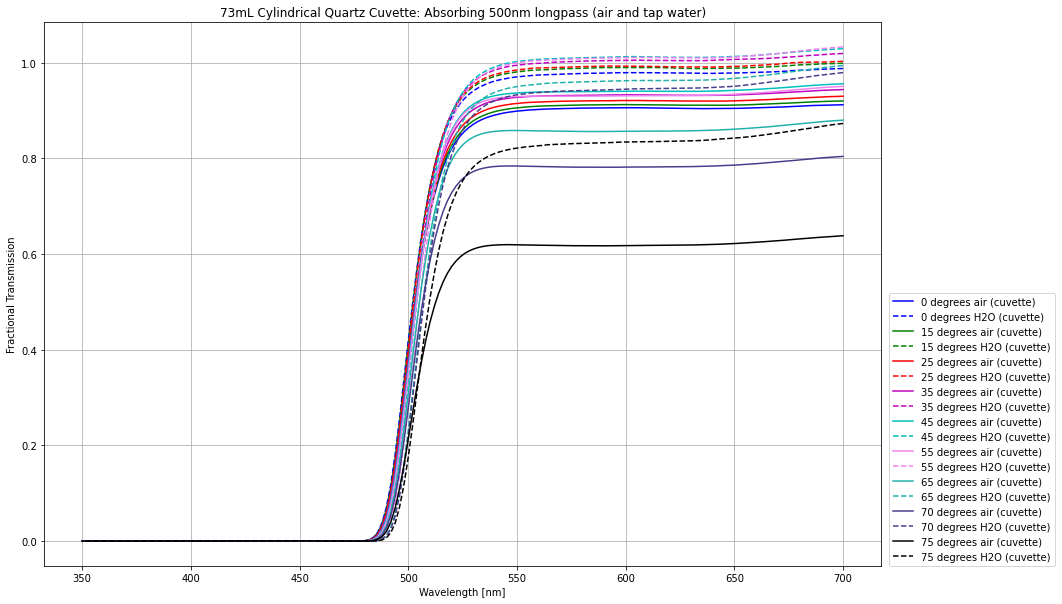 73mL Cylindrical Quartz Cuvette: Absorbing 500nm longpass (air and tap water)
Fractional Transmission
1.0
0.8
0.6
0.4
0.2
0.0
350 400 450 500 550 600 650 700
Wavelength [nm]
0 degrees air (cuvette)
0 degrees H2O (cuvette)
15 degrees air (cuvette)
15 degrees H2O (cuvette)
25 degrees air (cuvette)
25 degrees H2O (cuvette)
35 degrees air (cuvette)
35 degrees H2O (cuvette)
45 degrees air (cuvette)
45 degrees H2O (cuvette)
55 degrees air (cuvette)
55 degrees H2O (cuvette)
65 degrees air (cuvette)
65 degrees H2O (cuvette)
70 degrees air (cuvette)
70 degrees H2O (cuvette)
75 degrees air (cuvette)
75 degrees H2O (cuvette)